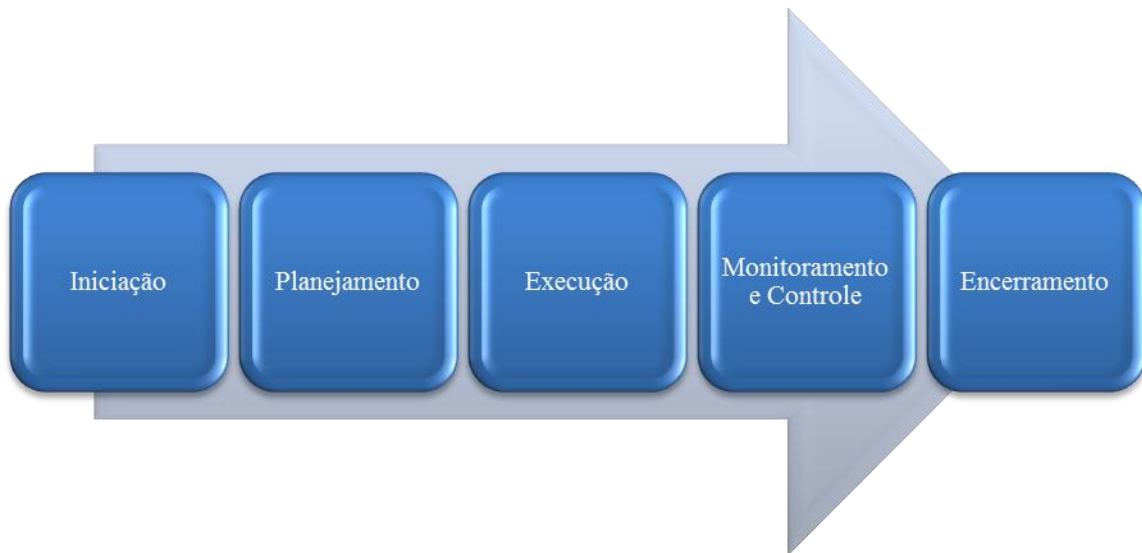 Iniciação
Planejamento
Execução
Monitoramento
e Controle
Encerramento